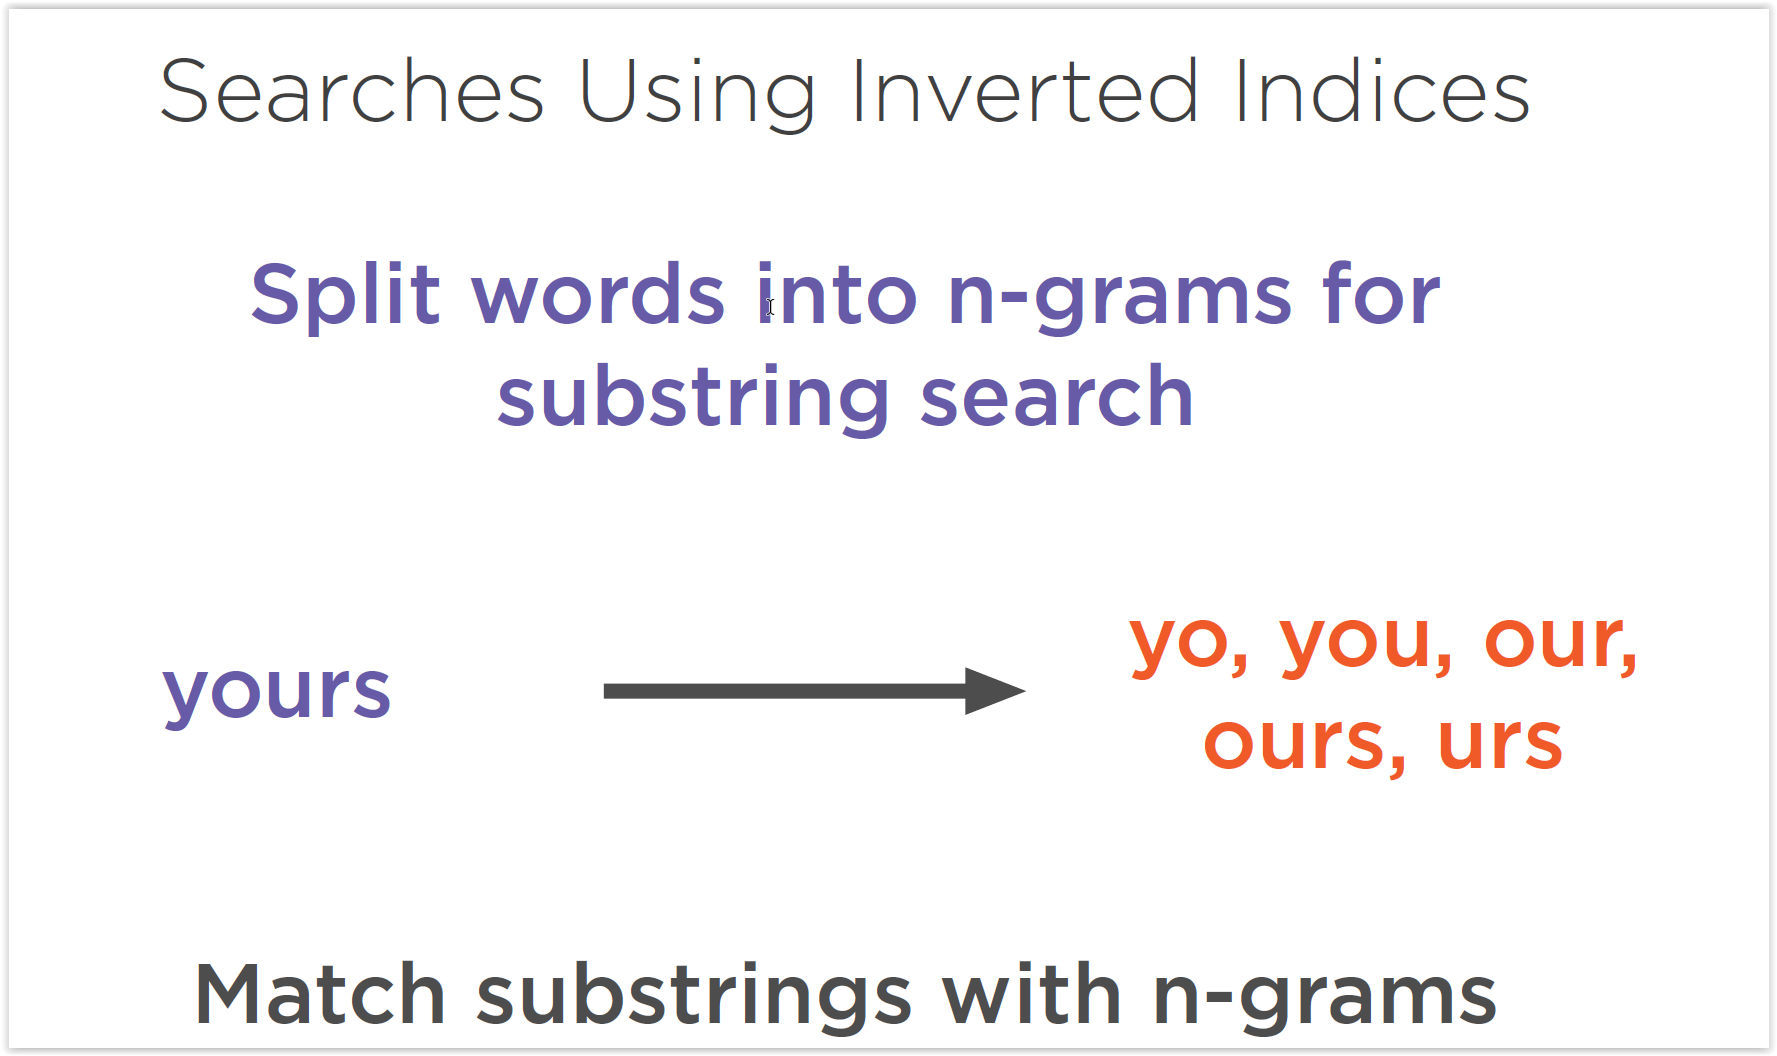 Searches Using Inverted Indices
Split words into n-grams for
substring search
yours
yo, you, our,
ours, urs
Match substrings with n-grams